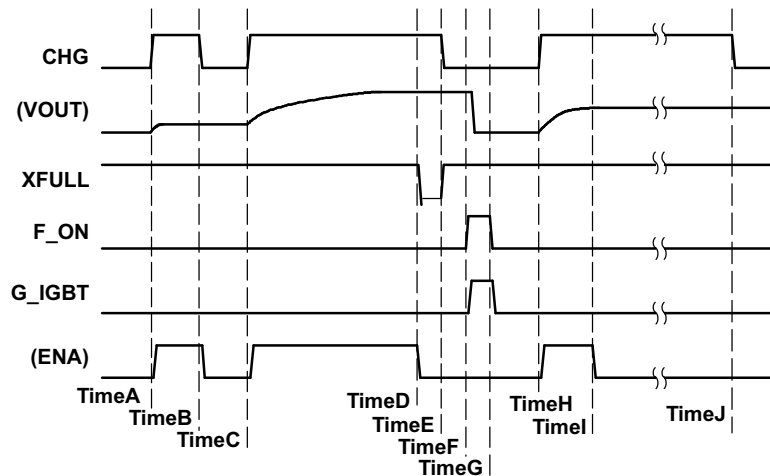 CHG
(VOUT)
XFULL
F_ON
G_IGBT
(ENA)
TimeA
TimeB
TimeC
TimeD
TimeE
TimeF
TimeG
TimeH
TimeI
TimeJ